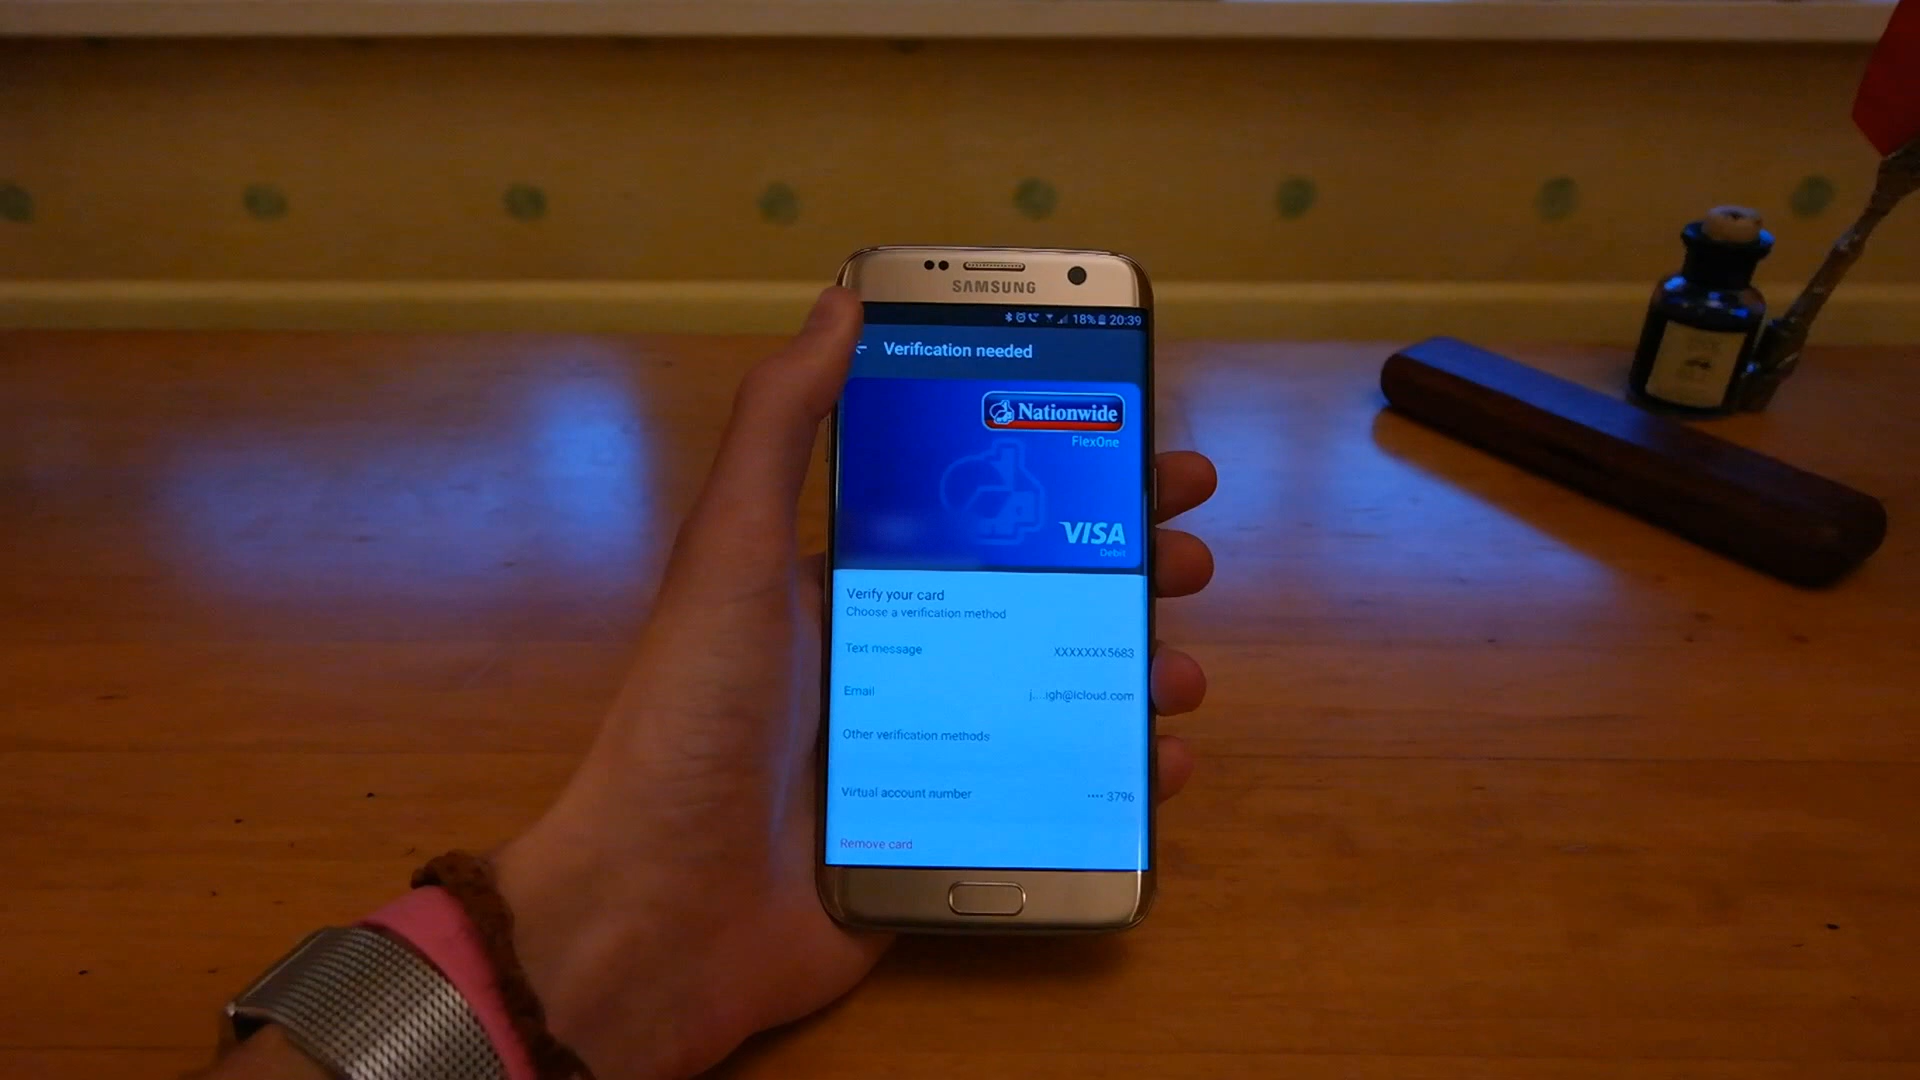 SAMSUNG
18% 20:39
Verification needed
Nationwide
FlexOne
VISA
Debit
Verify your card
Choose a verification method
Text message XXXXXXX5683
Email j....igh@icloud.com
Other verification methods
Virtual account number ···· 3796
Remove card